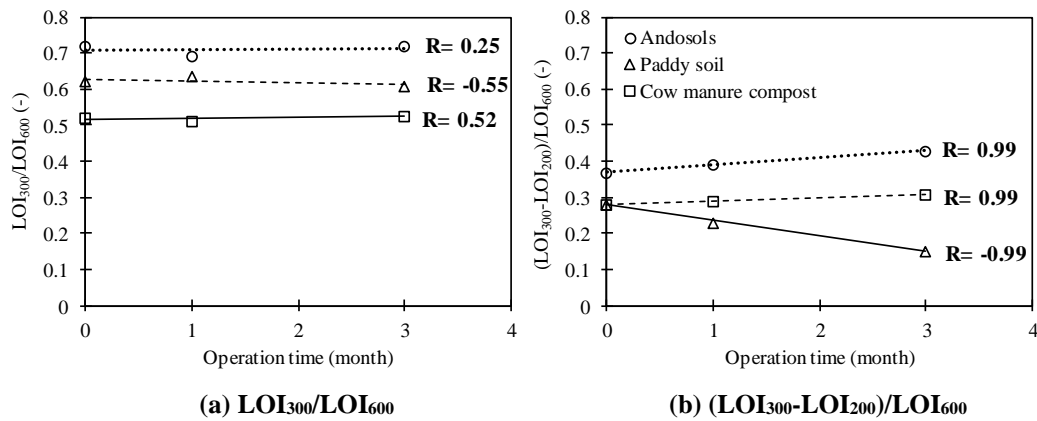 0.8
0.7
0.6
0.5
0.4
0.3
0.2
0.1
0
LOI300/LOI600 (-)
R= 0.25
R= -0.55
R= 0.52
0 1 2 3 4
Operation time (month)
(a) LOI300/LOI600
0.8
0.7
0.6
0.5
0.4
0.3
0.2
0.1
0
(LOI300-LOI200)/LOI600 (-)
Andosols
Paddy soil
Cow manure compost
R= 0.99
R= 0.99
R= -0.99
0 1 2 3 4
Operation time (month)
(b) (LOI300-LOI200)/LOI600